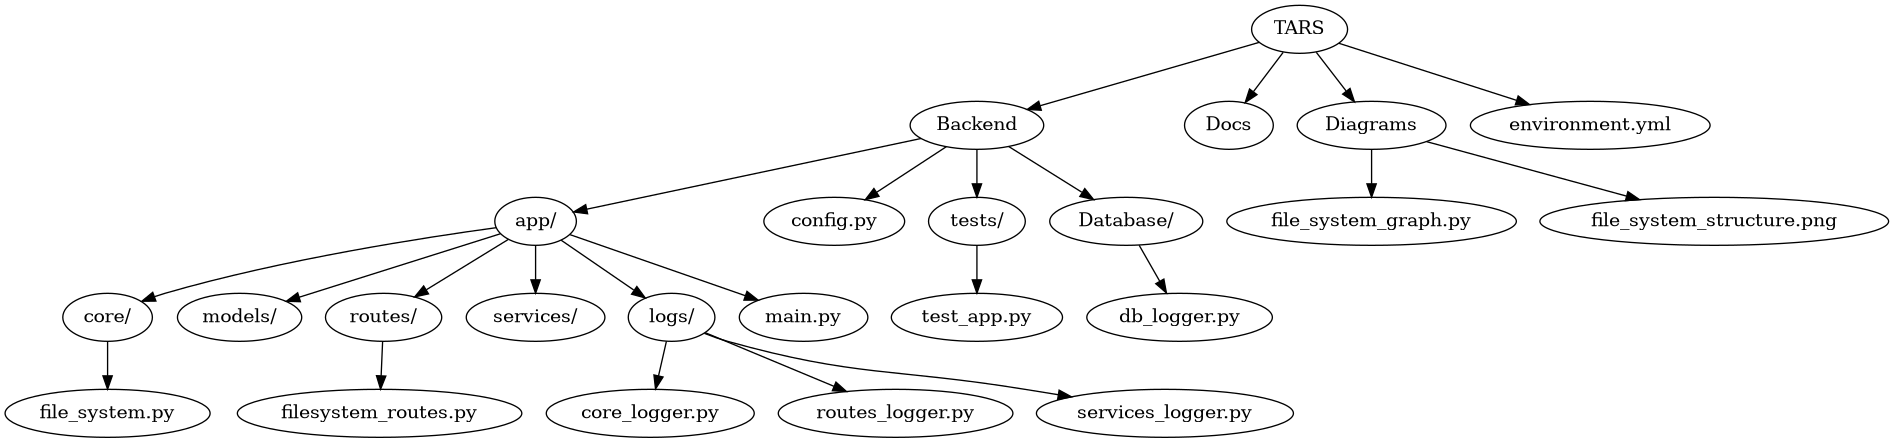 TARS
Backend
Docs
Diagrams
environment.yml
app/
config.py
tests/
Database/
file_system_graph.py
file_system_structure.png
core/
models/
routes/
services/
logs/
main.py
test_app.py
db_logger.py
file_system.py
filesystem_routes.py
core_logger.py
routes_logger.py
services_logger.py